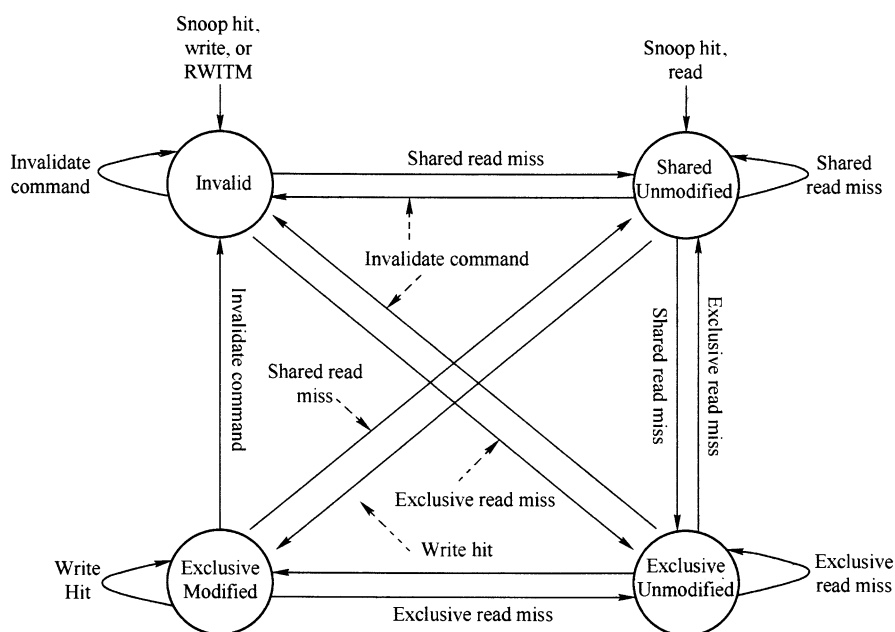 Snoop hit,
write, or
RWITM
Snoop hit,
read
Invalidate
command
Invalid
Shared read miss
Shared
Unmodified
Shared
read miss
Invalidate command
Invalidate command
Shared read
miss
Shared read miss
Exclusive read miss
Exclusive read miss
Write hit
Write
Hit
Exclusive
Modified
Exclusive read miss
Exclusive
Unmodified
Exclusive
read miss